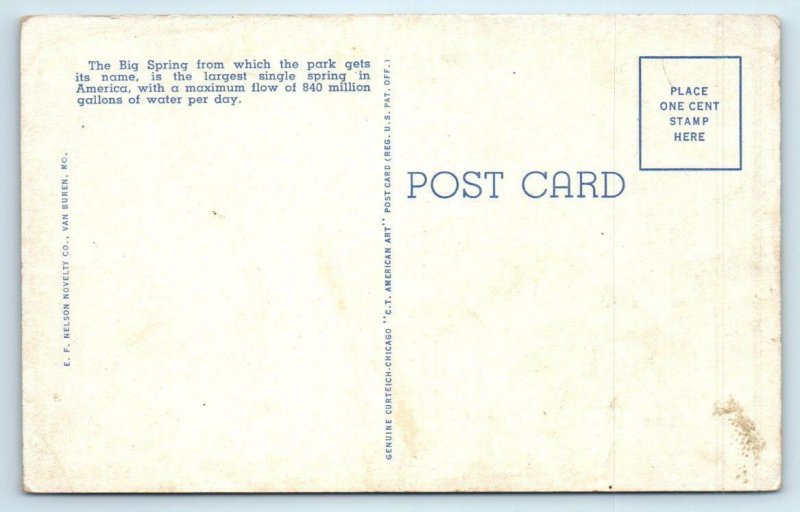 The Big Spring from which the park gets
its name, is the largest single spring in
America, with a maximum flow of 840 million
gallons of water per day.
E. F. NELSON NOVELTY CO., VAN BUREN, MO.
GENUINE CURTEICH-CHICAGO "C.T. AMERICAN ART" POST CARD (REG. U.S. PAT. OFF.)
POST CARD
PLACE
ONE CENT
STAMP
HERE